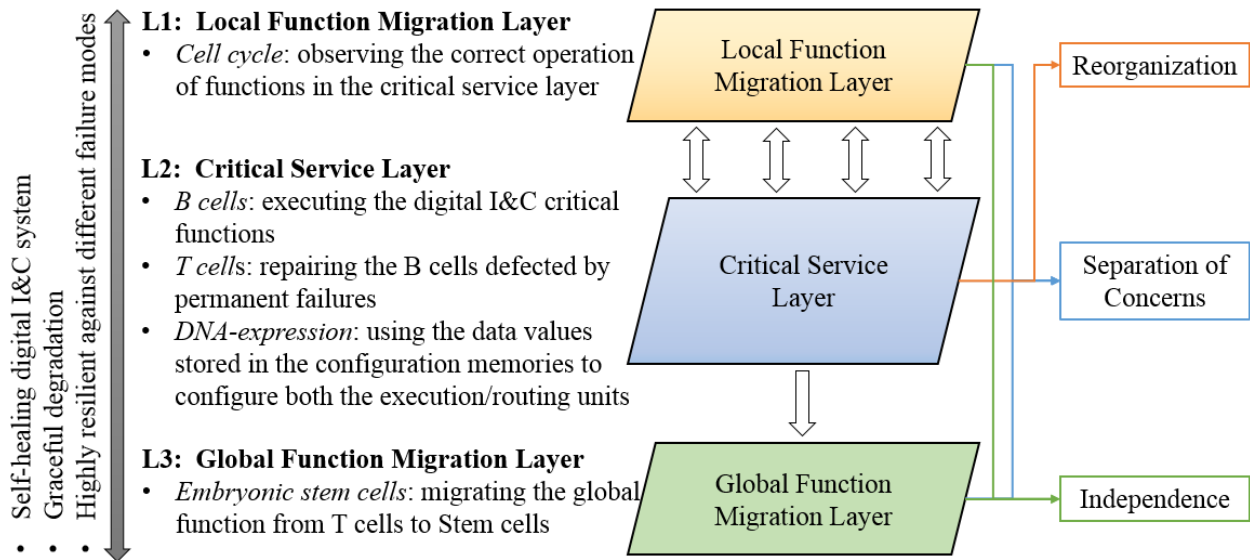 • Self-healing digital I&C system
• Graceful degradation
• Highly resilient against different failure modes
L1: Local Function Migration Layer
• Cell cycle: observing the correct operation
of functions in the critical service layer
L2: Critical Service Layer
• B cells: executing the digital I&C critical
functions
• T cells: repairing the B cells defected by
permanent failures
• DNA-expression: using the data values
stored in the configuration memories to
configure both the execution/routing units
L3: Global Function Migration Layer
• Embryonic stem cells: migrating the global
function from T cells to Stem cells
Local Function
Migration Layer
Critical Service
Layer
Global Function
Migration Layer
Reorganization
Separation of
Concerns
Independence